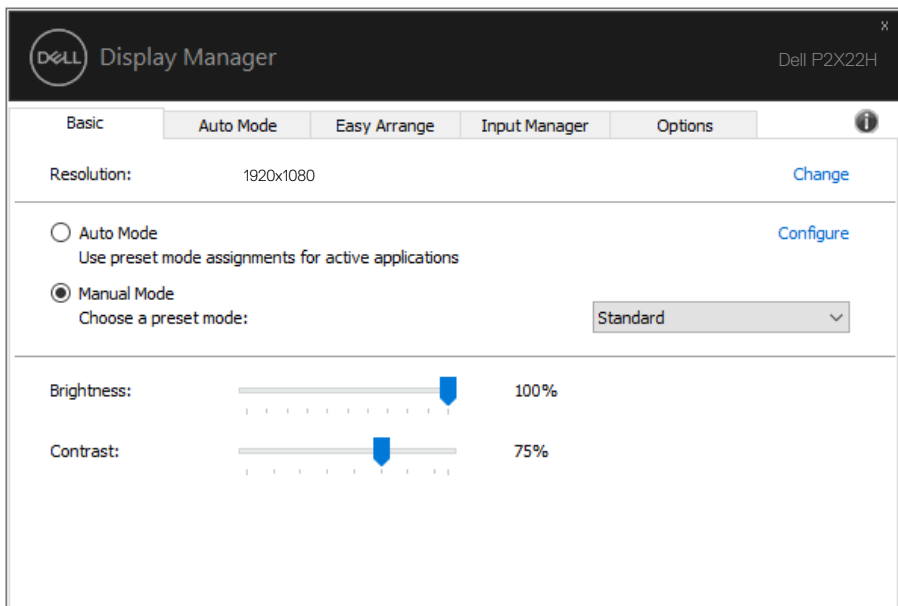 x
DELL Display Manager
Dell P2X22H
Basic Auto Mode Easy Arrange Input Manager Options i
Resolution: 1920x1080 Change
Auto Mode Configure
Use preset mode assignments for active applications
Manual Mode
Choose a preset mode: Standard
Brightness: 100%
Contrast: 75%